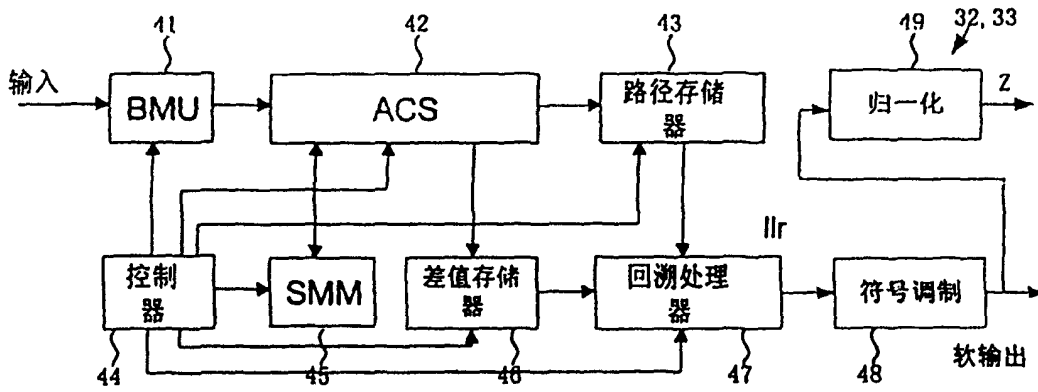 41
42
43
49
32, 33
输入
BMU
ACS
路径存储
器
归一化
Z
llr
控制
器
SMM
差值存储
器
回溯处理
器
符号调制
44
45
46
47
48
软输出